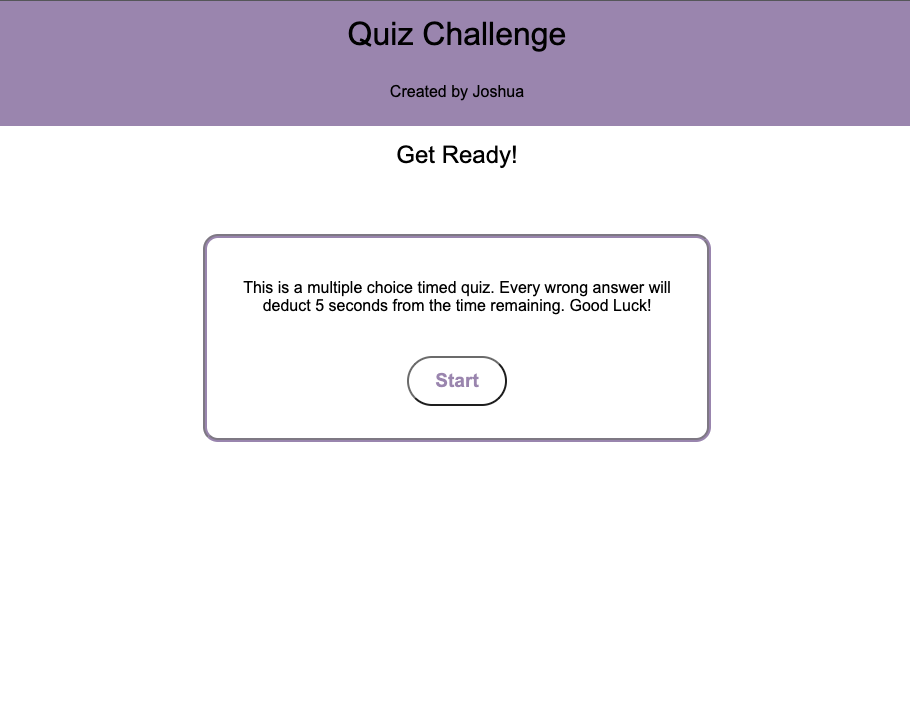 Quiz Challenge
Created by Joshua
Get Ready!
This is a multiple choice timed quiz. Every wrong answer will
deduct 5 seconds from the time remaining. Good Luck!
Start